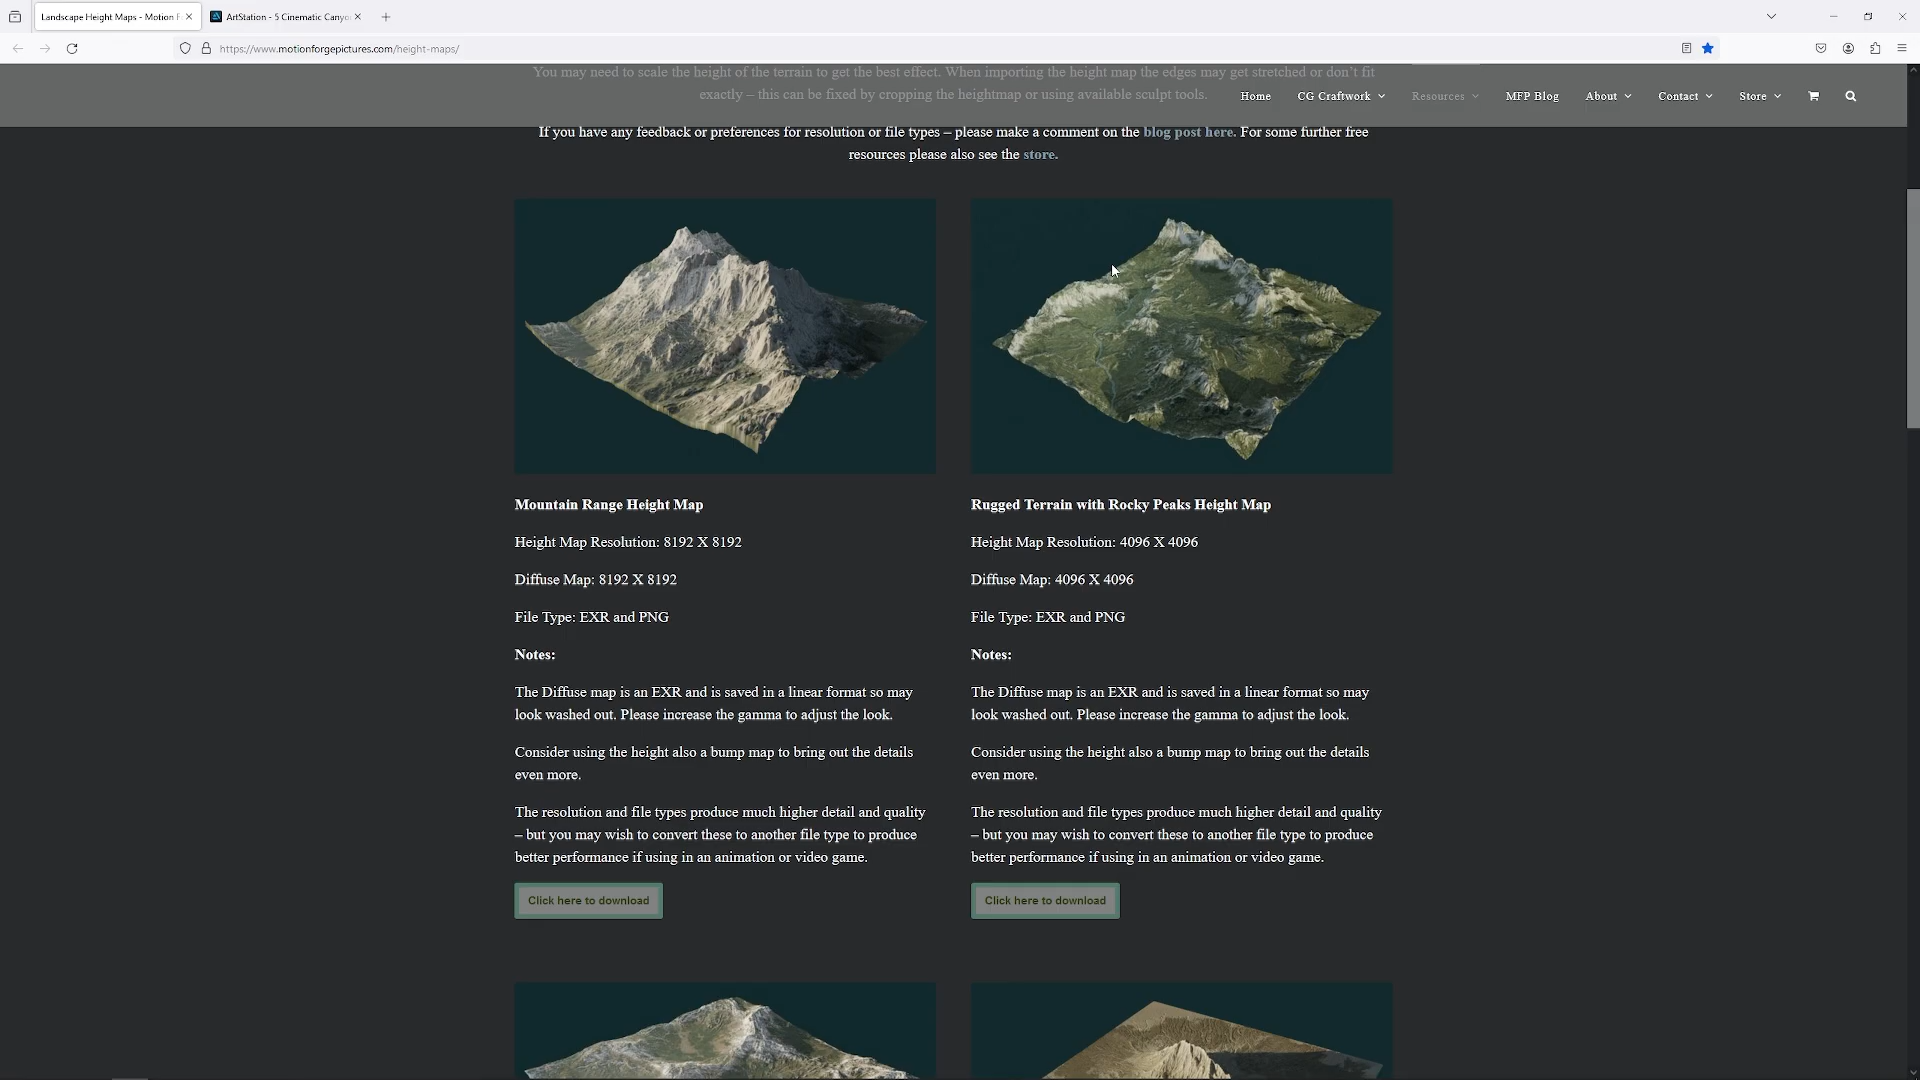 Landscape Height Maps - Motion F
ArtStation - 5 Cinematic Canyo
https://www.motionforgepictures.com/height-maps/
You may need to scale the height of the terrain to get the best effect. When importing the height map the edges may get stretched or don't fit
exactly – this can be fixed by cropping the heightmap or using available sculpt tools.
Home CG Craftwork Resources MFP Blog About Contact Store
If you have any feedback or preferences for resolution or file types – please make a comment on the blog post here. For some further free
resources please also see the store.
Mountain Range Height Map
Height Map Resolution: 8192 X 8192
Diffuse Map: 8192 X 8192
File Type: EXR and PNG
Notes:
The Diffuse map is an EXR and is saved in a linear format so may
look washed out. Please increase the gamma to adjust the look.
Consider using the height also a bump map to bring out the details
even more.
The resolution and file types produce much higher detail and quality
– but you may wish to convert these to another file type to produce
better performance if using in an animation or video game.
Click here to download
Rugged Terrain with Rocky Peaks Height Map
Height Map Resolution: 4096 X 4096
Diffuse Map: 4096 X 4096
File Type: EXR and PNG
Notes:
The Diffuse map is an EXR and is saved in a linear format so may
look washed out. Please increase the gamma to adjust the look.
Consider using the height also a bump map to bring out the details
even more.
The resolution and file types produce much higher detail and quality
– but you may wish to convert these to another file type to produce
better performance if using in an animation or video game.
Click here to download